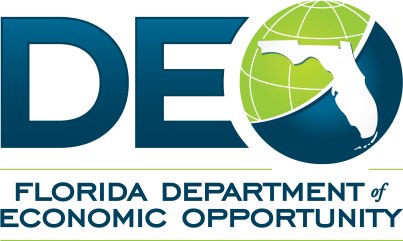 DEO
FLORIDA DEPARTMENT of
ECONOMIC OPPORTUNITY